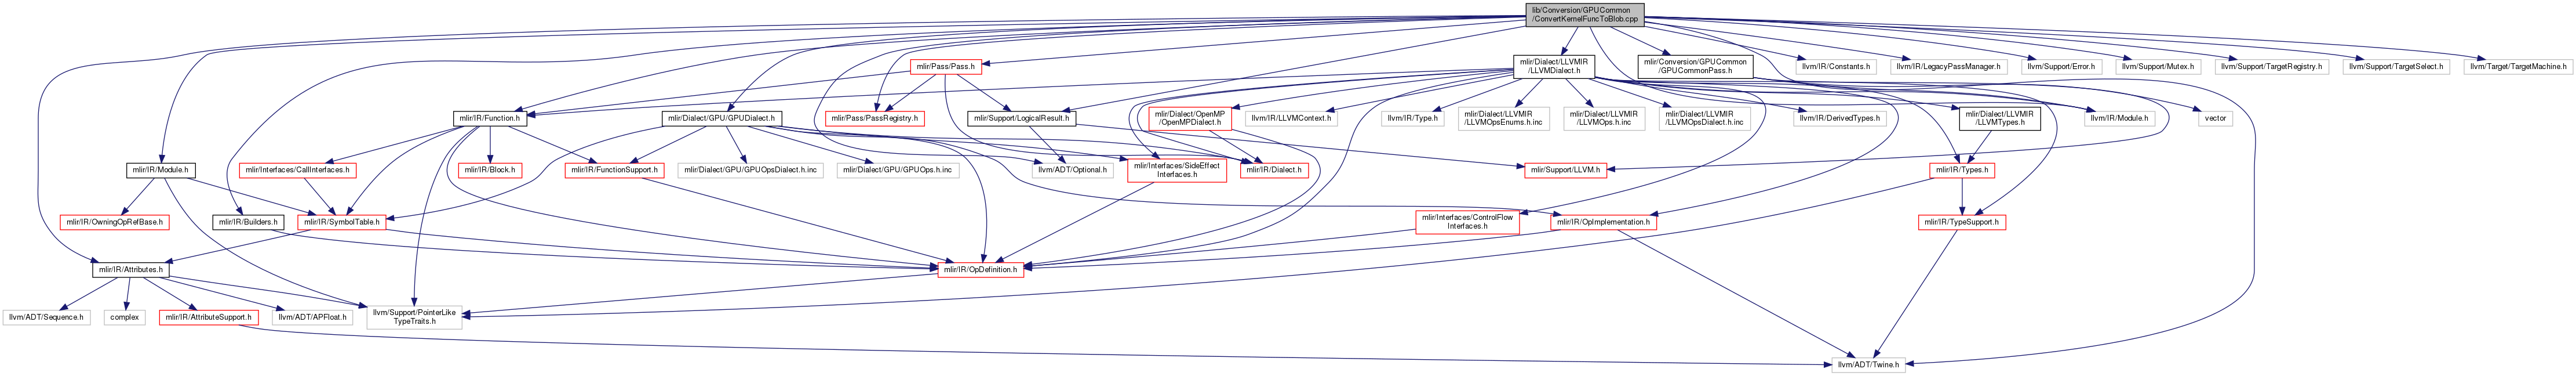 lib/Conversion/GPUCommon
/ConvertKernelFuncToBlob.cpp
mlir/Pass/Pass.h
mlir/Dialect/LLVMIR
/LLVMDialect.h
mlir/Conversion/GPUCommon
/GPUCommonPass.h
llvm/IR/Constants.h
llvm/IR/LegacyPassManager.h
llvm/Support/Error.h
llvm/Support/Mutex.h
llvm/Support/TargetRegistry.h
llvm/Support/TargetSelect.h
llvm/Target/TargetMachine.h
mlir/IR/Function.h
mlir/Dialect/GPU/GPUDialect.h
mlir/Pass/PassRegistry.h
mlir/Support/LogicalResult.h
mlir/Dialect/OpenMP
/OpenMPDialect.h
llvm/IR/LLVMContext.h
llvm/IR/Type.h
mlir/Dialect/LLVMIR
/LLVMOpsEnums.h.inc
mlir/Dialect/LLVMIR
/LLVMOps.h.inc
mlir/Dialect/LLVMIR
/LLVMOpsDialect.h.inc
llvm/IR/DerivedTypes.h
mlir/Dialect/LLVMIR
/LLVMTypes.h
llvm/IR/Module.h
vector
mlir/IR/Module.h
mlir/Interfaces/CallInterfaces.h
mlir/IR/Block.h
mlir/IR/FunctionSupport.h
mlir/Dialect/GPU/GPUOpsDialect.h.inc
mlir/Dialect/GPU/GPUOps.h.inc
llvm/ADT/Optional.h
mlir/Interfaces/SideEffect
Interfaces.h
mlir/IR/Dialect.h
mlir/Support/LLVM.h
mlir/IR/Types.h
mlir/IR/OwningOpRefBase.h
mlir/IR/Builders.h
mlir/IR/SymbolTable.h
mlir/Interfaces/ControlFlow
Interfaces.h
mlir/IR/OpImplementation.h
mlir/IR/TypeSupport.h
mlir/IR/Attributes.h
mlir/IR/OpDefinition.h
llvm/ADT/Sequence.h
complex
mlir/IR/AttributeSupport.h
llvm/ADT/APFloat.h
llvm/Support/PointerLike
TypeTraits.h
llvm/ADT/Twine.h